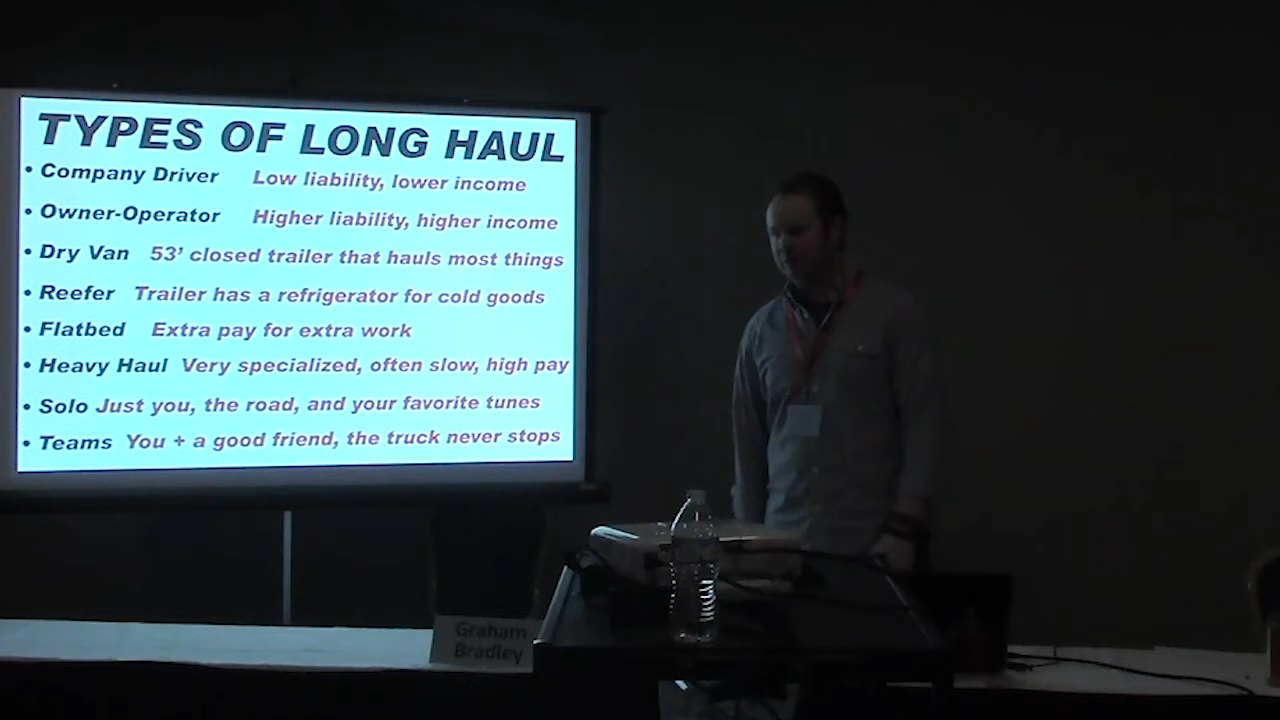 TYPES OF LONG HAUL
• Company Driver Low liability, lower income
• Owner-Operator Higher liability, higher income
• Dry Van 53’ closed trailer that hauls most things
• Reefer Trailer has a refrigerator for cold goods
• Flatbed Extra pay for extra work
• Heavy Haul Very specialized, often slow, high pay
• Solo Just you, the road, and your favorite tunes
• Teams You + a good friend, the truck never stops
Graham
Bradley